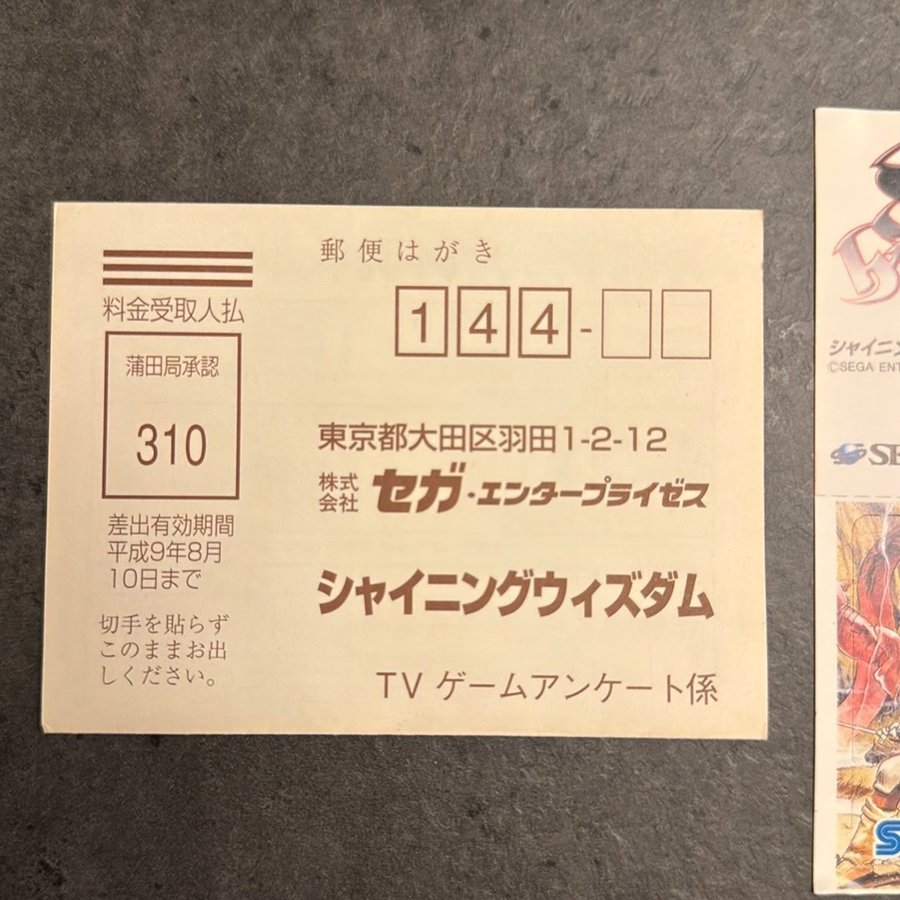 郵便はがき
料金受取人払
蒲田局承認
310
差出有効期間
平成9年8月
10日まで
切手を貼らず
このままお出
しください。
144-
東京都大田区羽田1-2-12
株式会社 セガ・エンタープライゼス
シャイニングウィズダム
TV ゲームアンケート係
シャイニン
©SEGA ENT